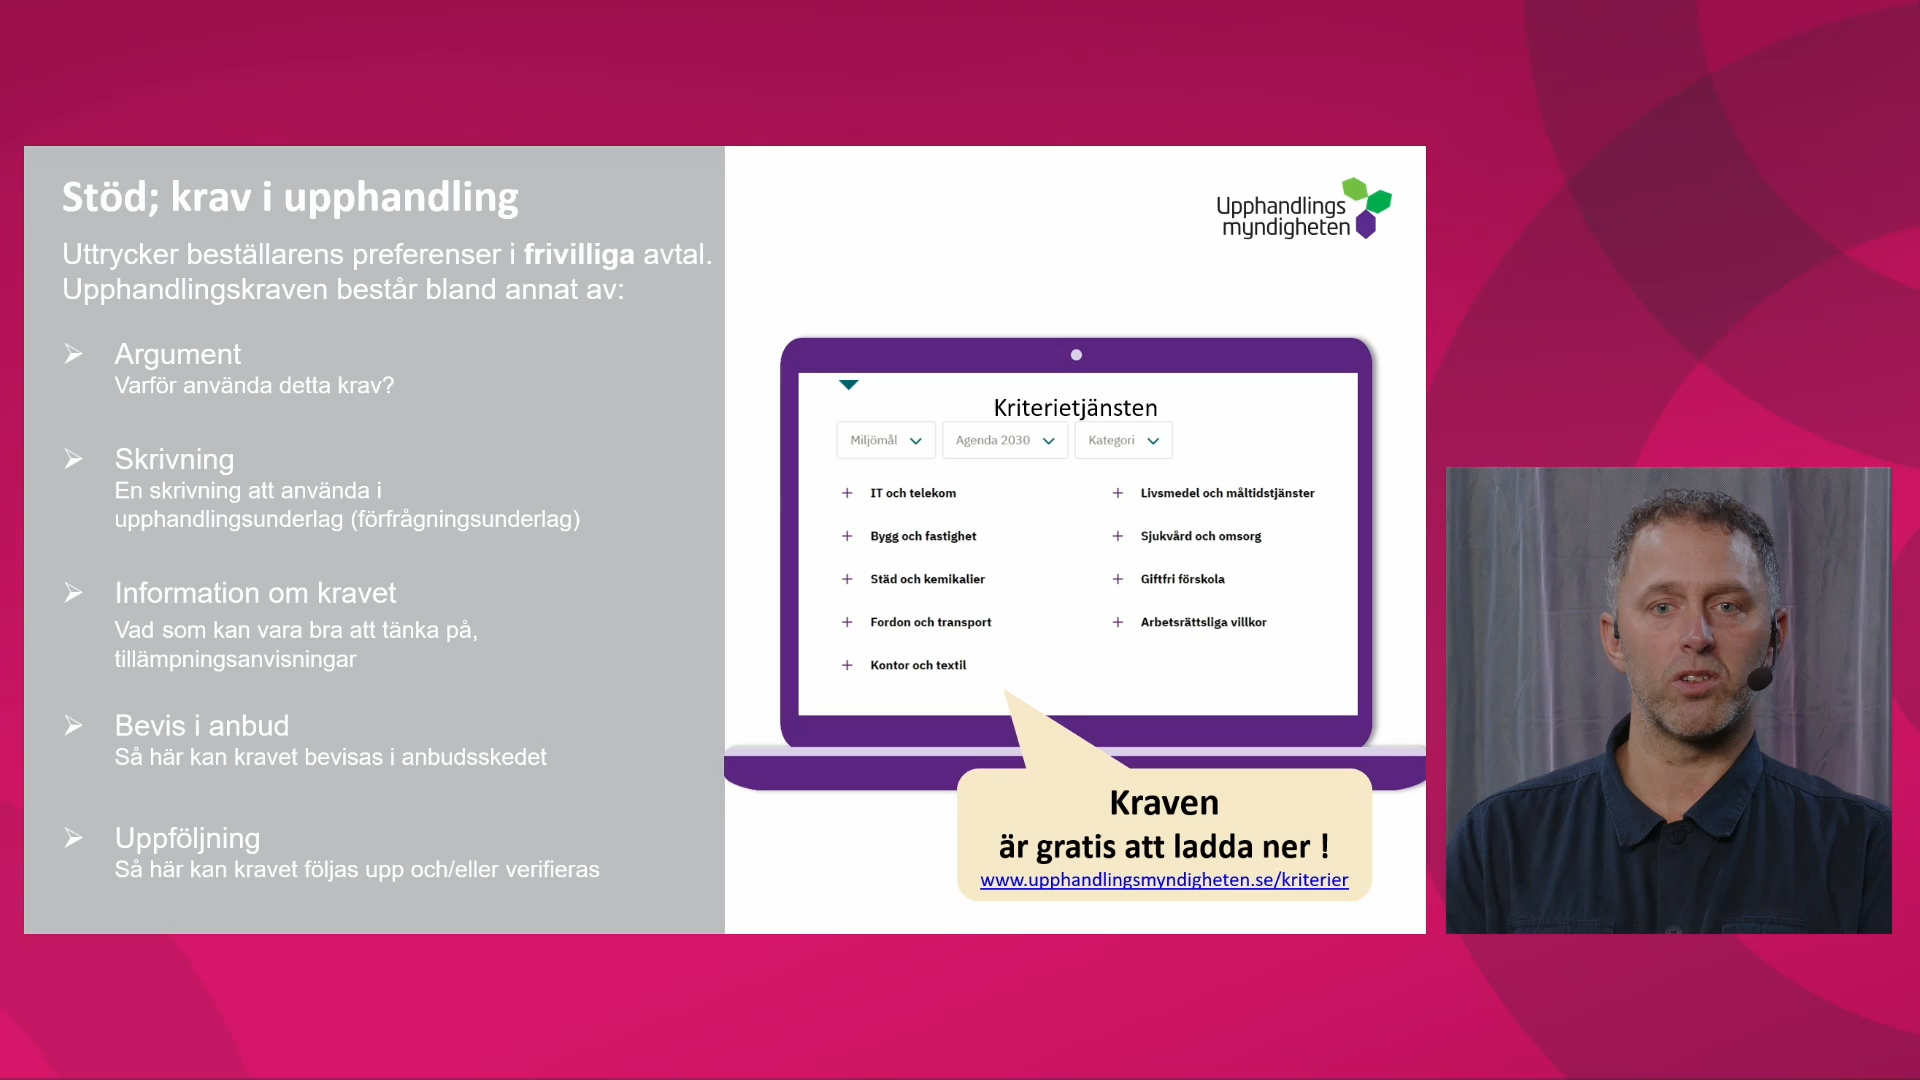 Stöd; krav i upphandling
Uttrycker beställarens preferenser i frivilliga avtal.
Upphandlingskraven består bland annat av:
Argument
Varför använda detta krav?
Skrivning
En skrivning att använda i
upphandlingsunderlag (förfrågningsunderlag)
Information om kravet
Vad som kan vara bra att tänka på,
tillämpningsanvisningar
Bevis i anbud
Så här kan kravet bevisas i anbudsskedet
Uppföljning
Så här kan kravet följas upp och/eller verifieras
Upphandlings
myndigheten
Kriterietjänsten
Miljömål
Agenda 2030
Kategori
IT och telekom
Bygg och fastighet
Städ och kemikalier
Fordon och transport
Kontor och textil
Livsmedel och måltidstjänster
Sjukvård och omsorg
Giftfri förskola
Arbetsrättsliga villkor
Kraven
är gratis att ladda ner !
www.upphandlingsmyndigheten.se/kriterier